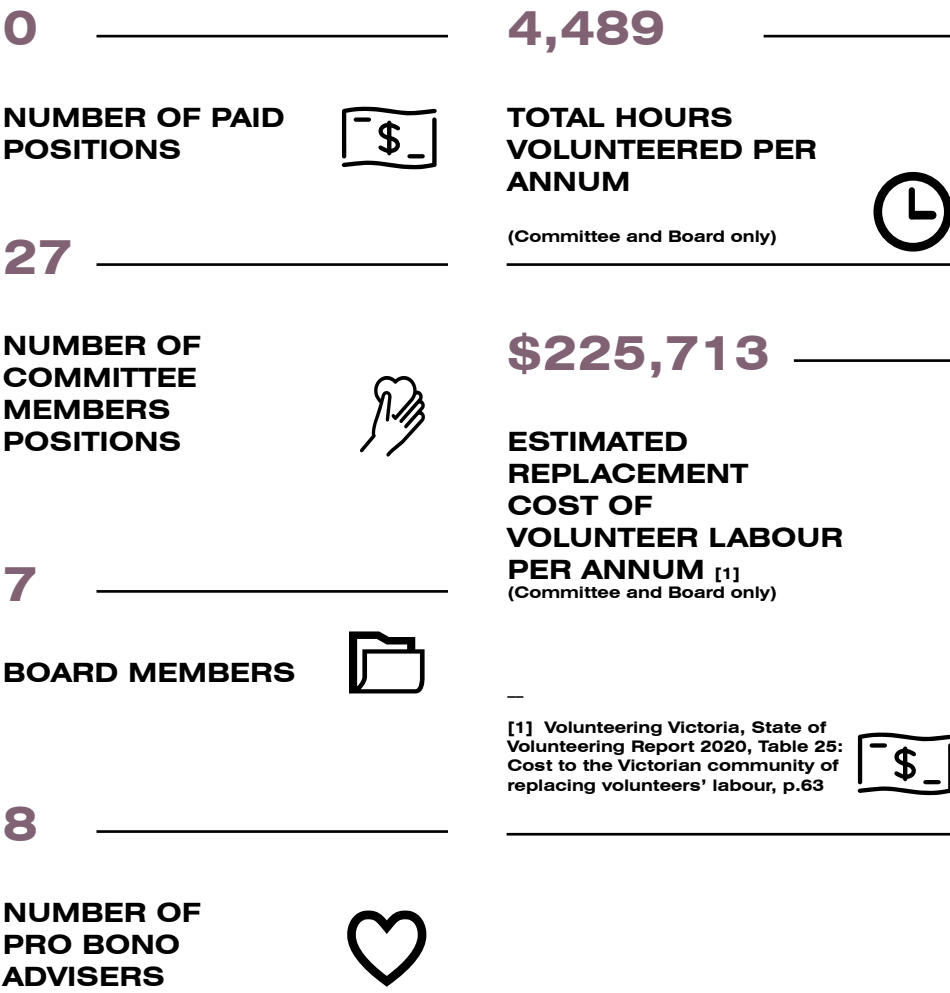 0
NUMBER OF PAID
POSITIONS
$
27
NUMBER OF
COMMITTEE
MEMBERS
POSITIONS
7
BOARD MEMBERS
8
NUMBER OF
PRO BONO
ADVISERS
4,489
TOTAL HOURS
VOLUNTEERED PER
ANNUM
(Committee and Board only)
$225,713
ESTIMATED
REPLACEMENT
COST OF
VOLUNTEER LABOUR
PER ANNUM [1]
(Committee and Board only)
—
[1] Volunteering Victoria, State of
Volunteering Report 2020, Table 25:
Cost to the Victorian community of
replacing volunteers’ labour, p.63
$